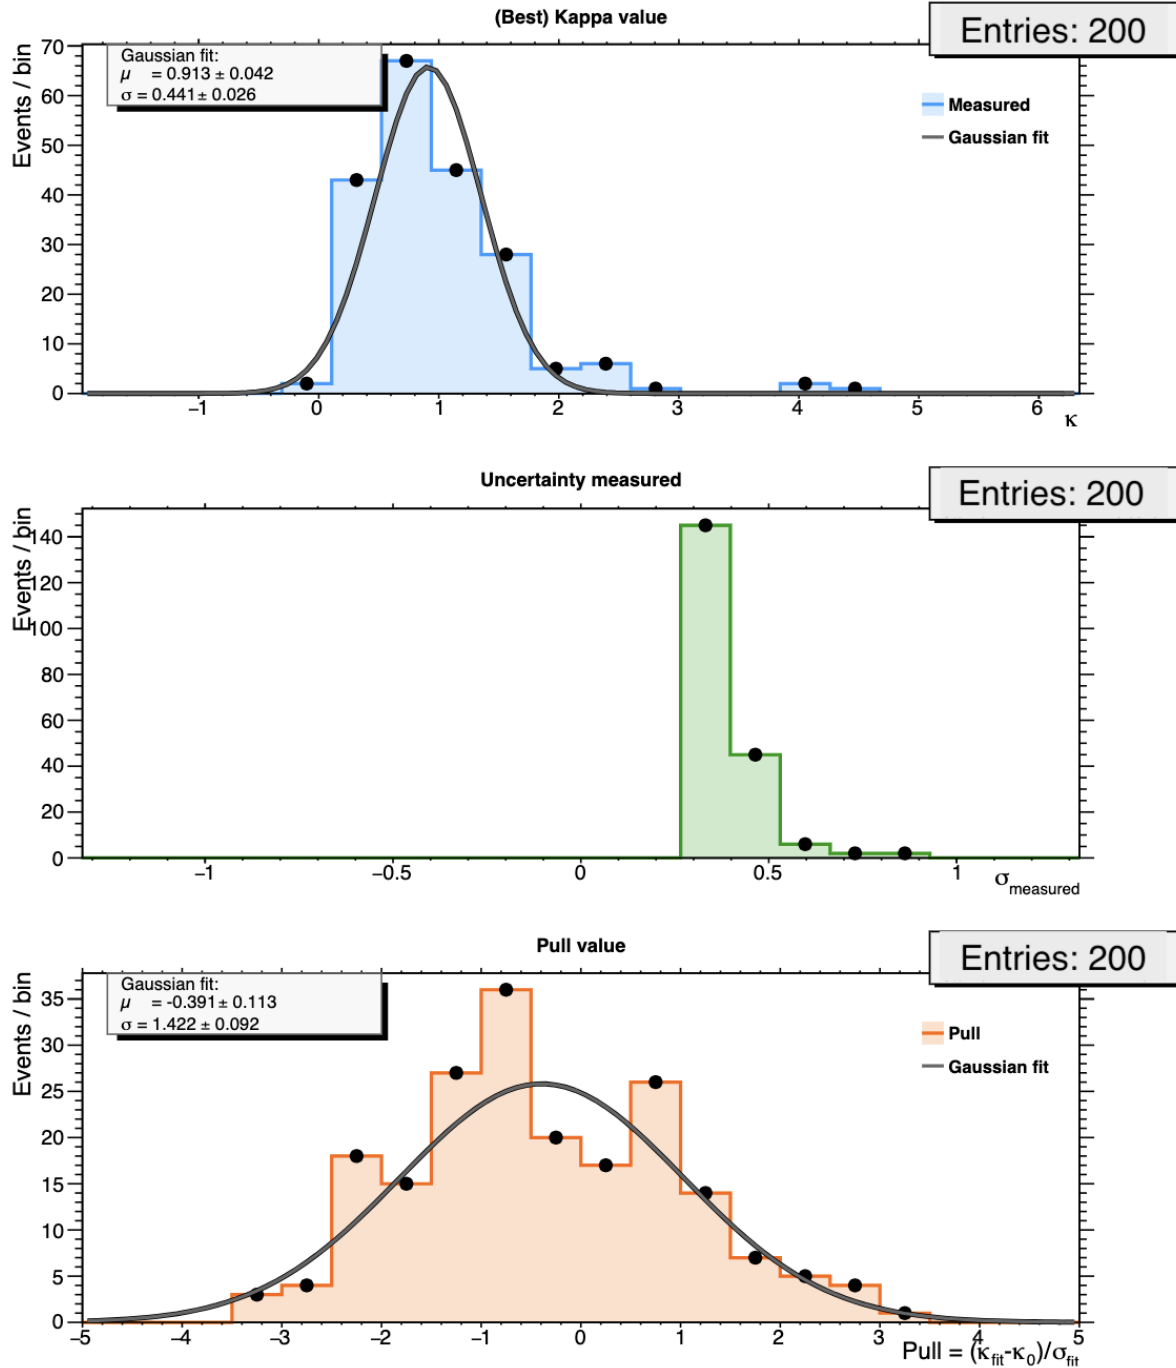 (Best) Kappa value
Entries: 200
Events / bin
70
60
50
40
30
20
10
0
Gaussian fit:
μ = 0.913 ± 0.042
σ = 0.441 ± 0.026
Measured
Gaussian fit
−1 0 1 2 3 4 5 6
κ
Uncertainty measured
Entries: 200
Events / bin
140
120
100
80
60
40
20
0
−1 −0.5 0 0.5 1
σmeasured
Pull value
Entries: 200
Events / bin
35
30
25
20
15
10
5
0
Gaussian fit:
μ = -0.391 ± 0.113
σ = 1.422 ± 0.092
Pull
Gaussian fit
−5 −4 −3 −2 −1 0 1 2 3 4 5
Pull = (κfit-κ0)/σfit